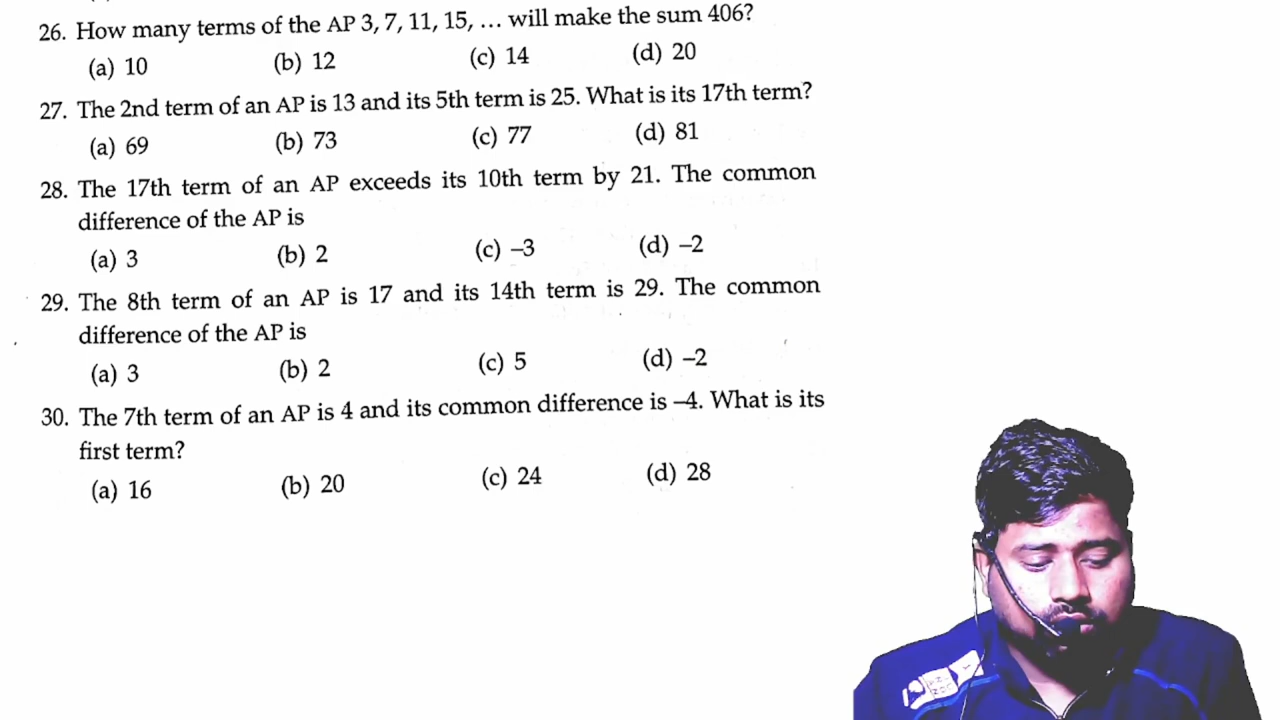 26. How many terms of the AP 3, 7, 11, 15, ... will make the sum 406?
(a) 10 (b) 12 (c) 14 (d) 20
27. The 2nd term of an AP is 13 and its 5th term is 25. What is its 17th term?
(a) 69 (b) 73 (c) 77 (d) 81
28. The 17th term of an AP exceeds its 10th term by 21. The common
difference of the AP is
(a) 3 (b) 2 (c) –3 (d) –2
29. The 8th term of an AP is 17 and its 14th term is 29. The common
difference of the AP is
(a) 3 (b) 2 (c) 5 (d) –2
30. The 7th term of an AP is 4 and its common difference is –4. What is its
first term?
(a) 16 (b) 20 (c) 24 (d) 28